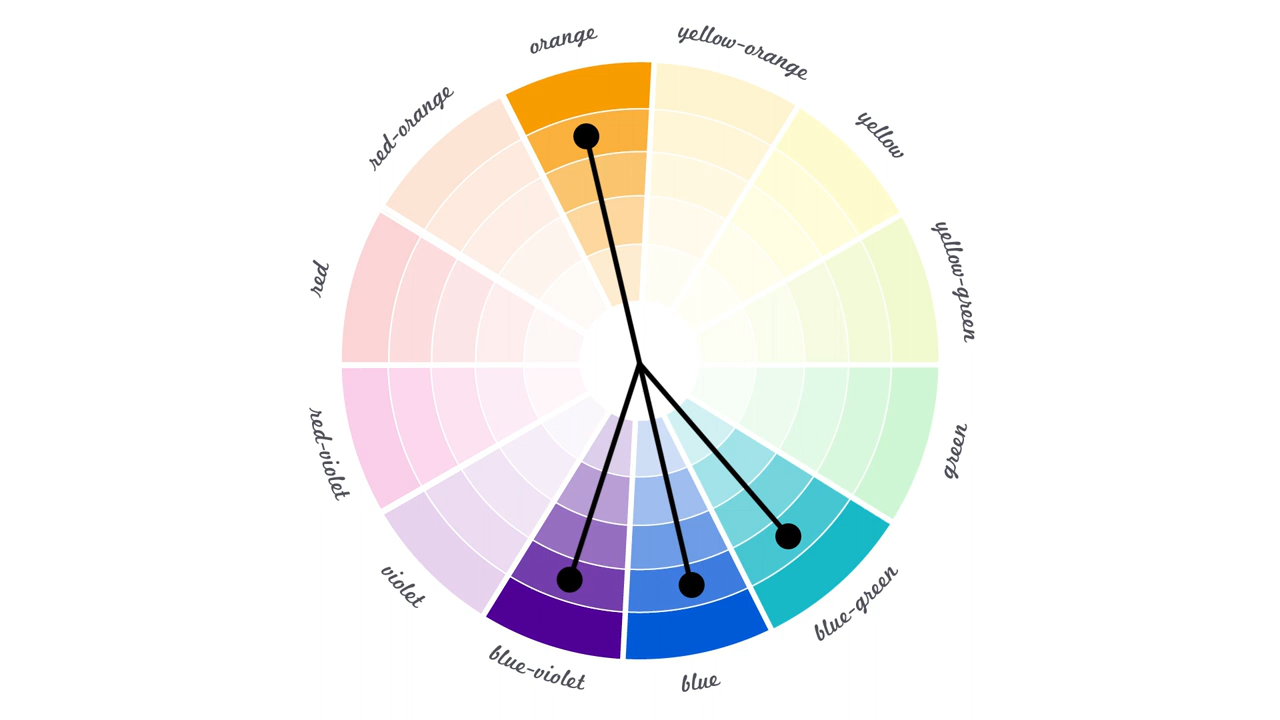 orange
yellow-orange
yellow
yellow-green
green
blue-green
blue
blue-violet
violet
red-violet
red
red-orange